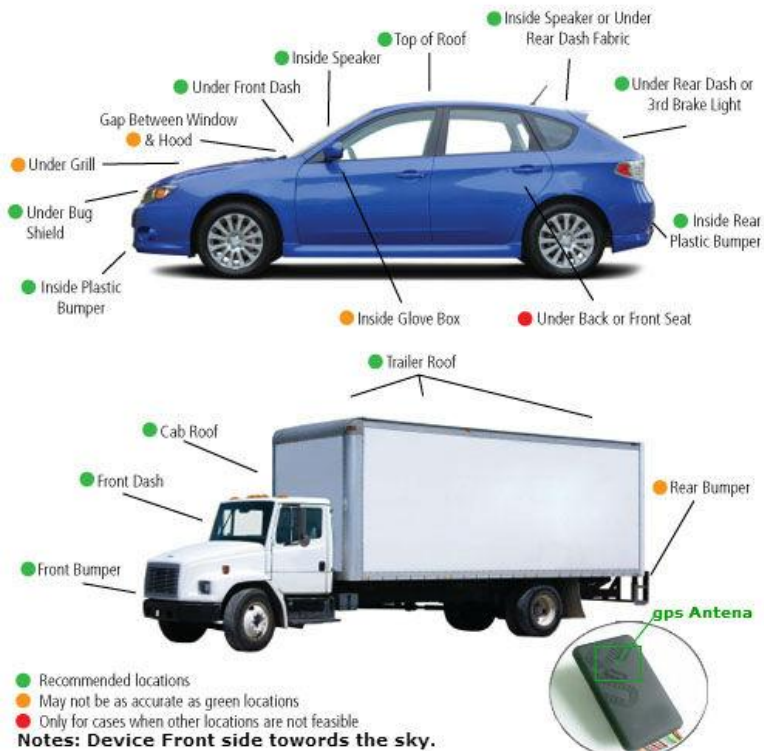 Inside Speaker or Under
Rear Dash Fabric
Top of Roof
Inside Speaker
Under Front Dash
Under Rear Dash or
3rd Brake Light
Gap Between Window
& Hood
Under Grill
Under Bug
Shield
Inside Rear
Plastic Bumper
Inside Plastic
Bumper
Inside Glove Box
Under Back or Front Seat
Trailer Roof
Cab Roof
Front Dash
Rear Bumper
Front Bumper
gps Antena
Recommended locations
May not be as accurate as green locations
Only for cases when other locations are not feasible
Notes: Device Front side towords the sky.